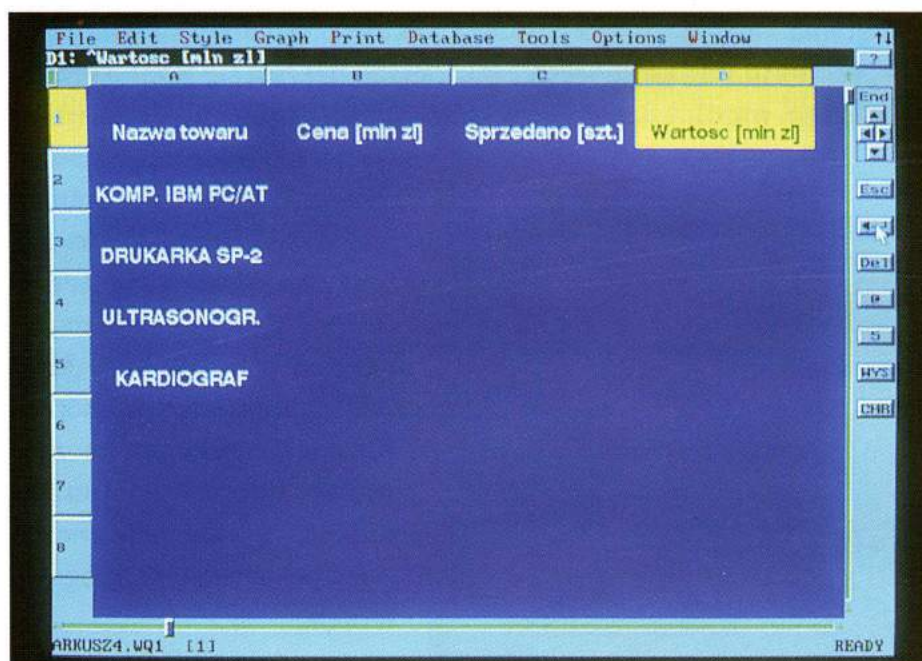 File Edit Style Graph Print Database Tools Options Window ↑↓
D1: ^Wartosc [mln zl] ?
A B C D
End
1 Nazwa towaru Cena [mln zl] Sprzedano [szt.] Wartosc [mln zl]
2 KOMP. IBM PC/AT
Esc
3 DRUKARKA SP-2
Del
4 ULTRASONOGR.
@
5
5 KARDIOGRAF
WYS
CHR
6
7
8
ARKUSZ4.WQ1 [1] READY